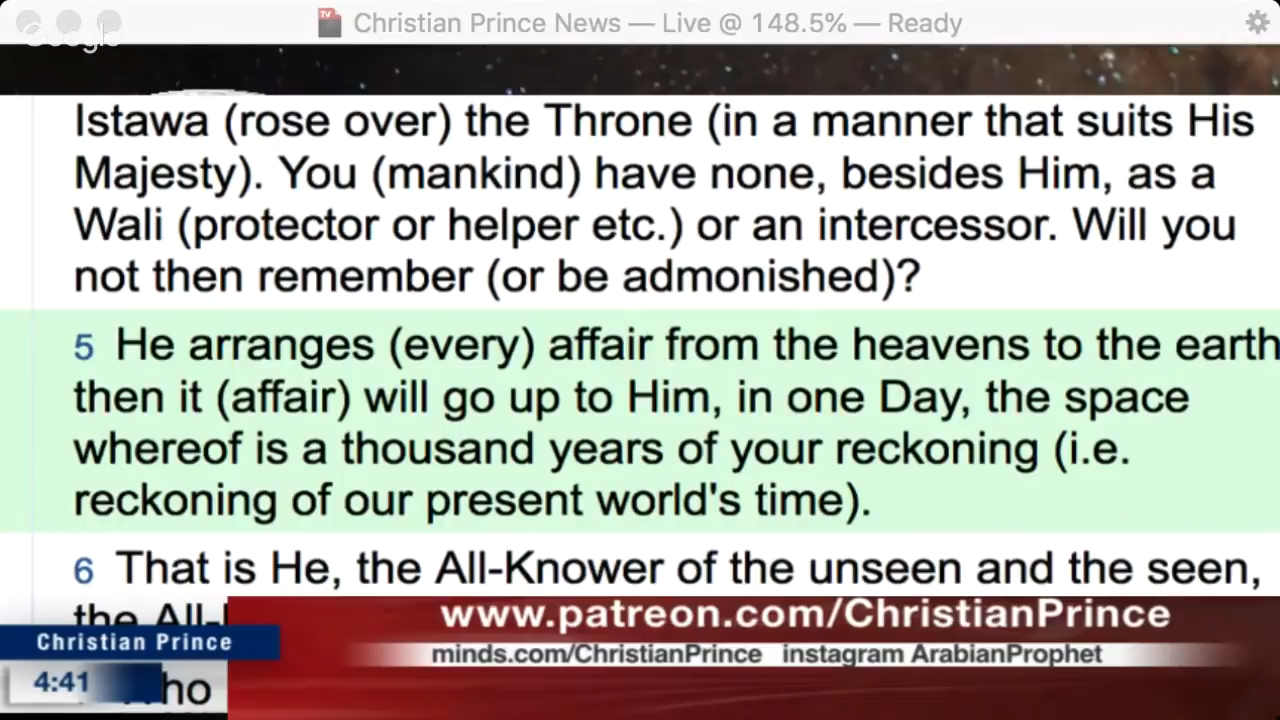 Christian Prince News — Live @ 148.5% — Ready
Google
Istawa (rose over) the Throne (in a manner that suits His
Majesty). You (mankind) have none, besides Him, as a
Wali (protector or helper etc.) or an intercessor. Will you
not then remember (or be admonished)?
5 He arranges (every) affair from the heavens to the earth
then it (affair) will go up to Him, in one Day, the space
whereof is a thousand years of your reckoning (i.e.
reckoning of our present world's time).
6 That is He, the All-Knower of the unseen and the seen,
the All-
www.patreon.com/ChristianPrince
Christian Prince
minds.com/ChristianPrince instagram ArabianProphet
4:41